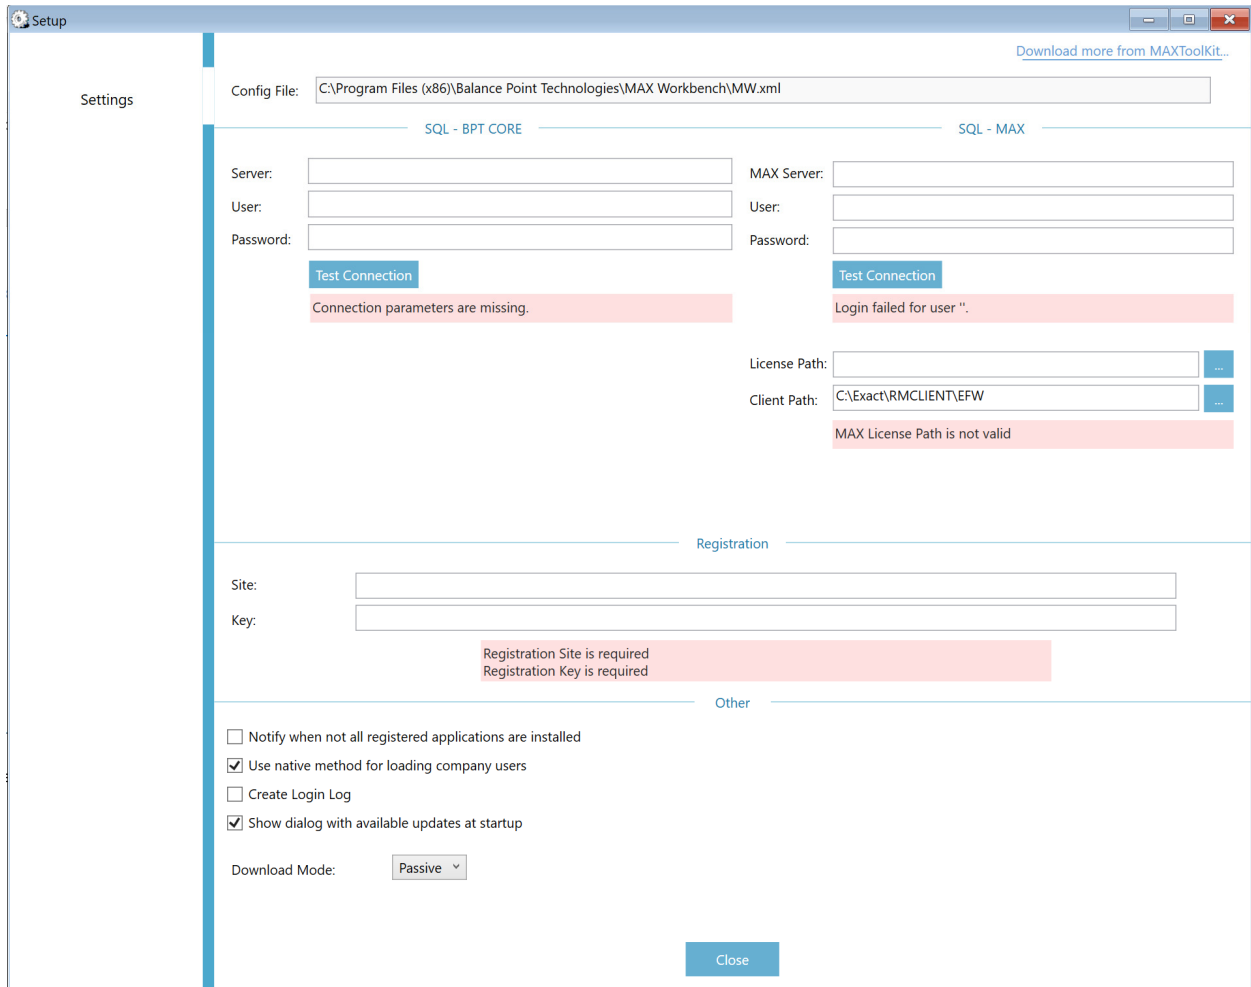 Setup
Download more from MAXToolKit...
Settings
Config File: C:\Program Files (x86)\Balance Point Technologies\MAX Workbench\MW.xml
SQL - BPT CORE
Server:
User:
Password:
Test Connection
Connection parameters are missing.
SQL - MAX
MAX Server:
User:
Password:
Test Connection
Login failed for user ''.
License Path: ...
Client Path: C:\Exact\RMCLIENT\EFW ...
MAX License Path is not valid
Registration
Site:
Key:
Registration Site is required
Registration Key is required
Other
Notify when not all registered applications are installed
Use native method for loading company users
Create Login Log
Show dialog with available updates at startup
Download Mode: Passive
Close